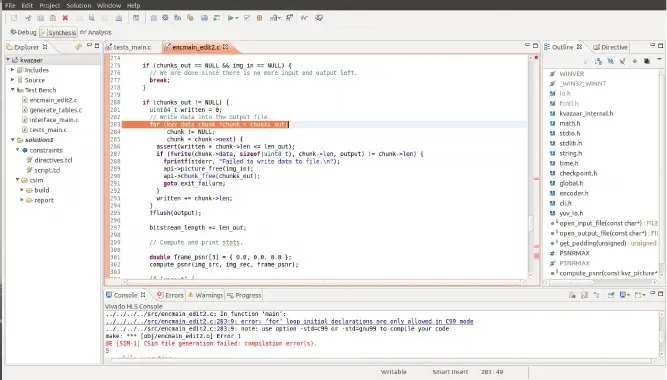 File Edit Project Solution Window Help
Debug Synthesis Analysis
Explorer
tests_main.c encmain_edit2.c
Outline Directive
kvazaar
Includes
Source
Test Bench
encmain_edit2.c
generate_tables.c
interface_main.c
tests_main.c
solution1
constraints
directives.tcl
script.tcl
csim
build
report
274
275 if (chunks_out == NULL && img_in == NULL) {
276 // We are done since there is no more input and output left.
277 break;
278 }
279
280 if (chunks_out != NULL) {
281 uint64_t written = 0;
282 // Write data into the output file.
283 for (kvz_data_chunk *chunk = chunks_out;
284 chunk != NULL;
285 chunk = chunk->next) {
286 assert(written + chunk->len <= len_out);
287 if (fwrite(chunk->data, sizeof(uint8_t), chunk->len, output) != chunk->len) {
288 fprintf(stderr, "Failed to write data to file.\n");
289 api->picture_free(img_in);
290 api->chunk_free(chunks_out);
291 goto exit_failure;
292 }
293 written += chunk->len;
294 }
295 fflush(output);
296
297 bitstream_length += len_out;
298
299 // Compute and print stats.
300
301 double frame_psnr[3] = { 0.0, 0.0, 0.0 };
302 compute_psnr(img_src, img_rec, frame_psnr);
303
WINVER
_WIN32_WINNT
io.h
fcntl.h
kvazaar_internal.h
math.h
stdio.h
stdlib.h
string.h
time.h
checkpoint.h
global.h
encoder.h
cli.h
yuv_io.h
open_input_file(const char*) : FILE
open_output_file(const char*) : FI
get_padding(unsigned) : unsigned
PSNRMAX
PSNRMAX
compute_psnr(const kvz_picture*
Console Errors Warnings Progress
Vivado HLS Console
../../../../src/encmain_edit2.c: In function 'main':
../../../../src/encmain_edit2.c:283:9: error: 'for' loop initial declarations are only allowed in C99 mode
../../../../src/encmain_edit2.c:283:9: note: use option -std=c99 or -std=gnu99 to compile your code
make: *** [obj/encmain_edit2.o] Error 1
@E [SIM-1] CSim file generation failed: compilation error(s).
5
Writable Smart Insert 283 : 49